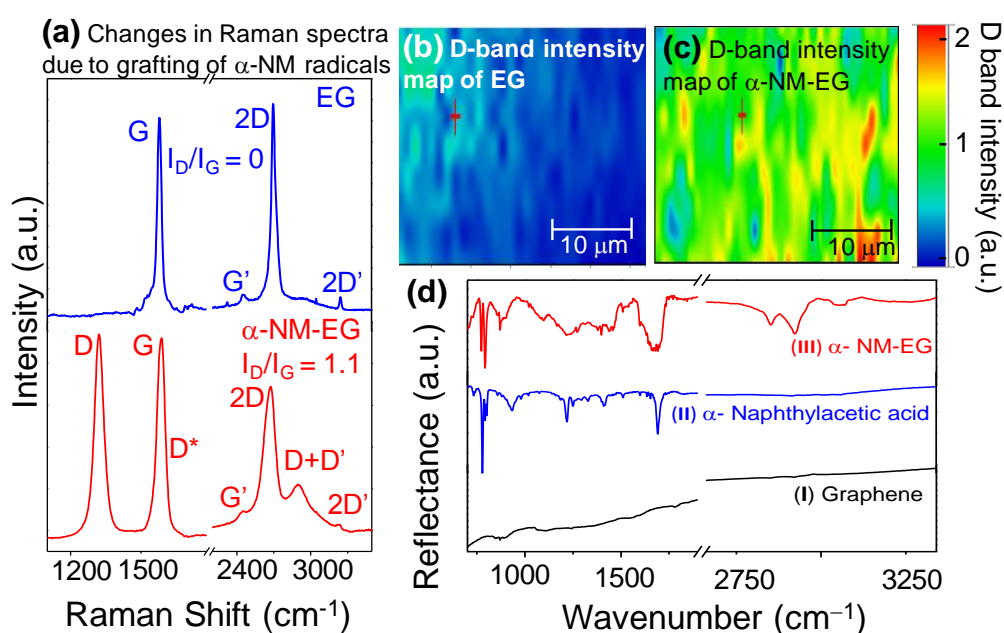 (a) Changes in Raman spectra
due to grafting of α-NM radicals
EG
G
2D
I_D/I_G = 0
G’
2D’
α-NM-EG
D
G
I_D/I_G = 1.1
2D
D*
D+D’
G’
2D’
Intensity (a.u.)
1200 1500 2400 3000
Raman Shift (cm⁻¹)
(b) D-band intensity
map of EG
10 μm
(c) D-band intensity
map of α-NM-EG
10 μm
2
1
0
D band intensity (a.u.)
(d)
(III) α- NM-EG
(II) α- Naphthylacetic acid
(I) Graphene
Reflectance (a.u.)
1000 1500 2750 3250
Wavenumber (cm⁻¹)